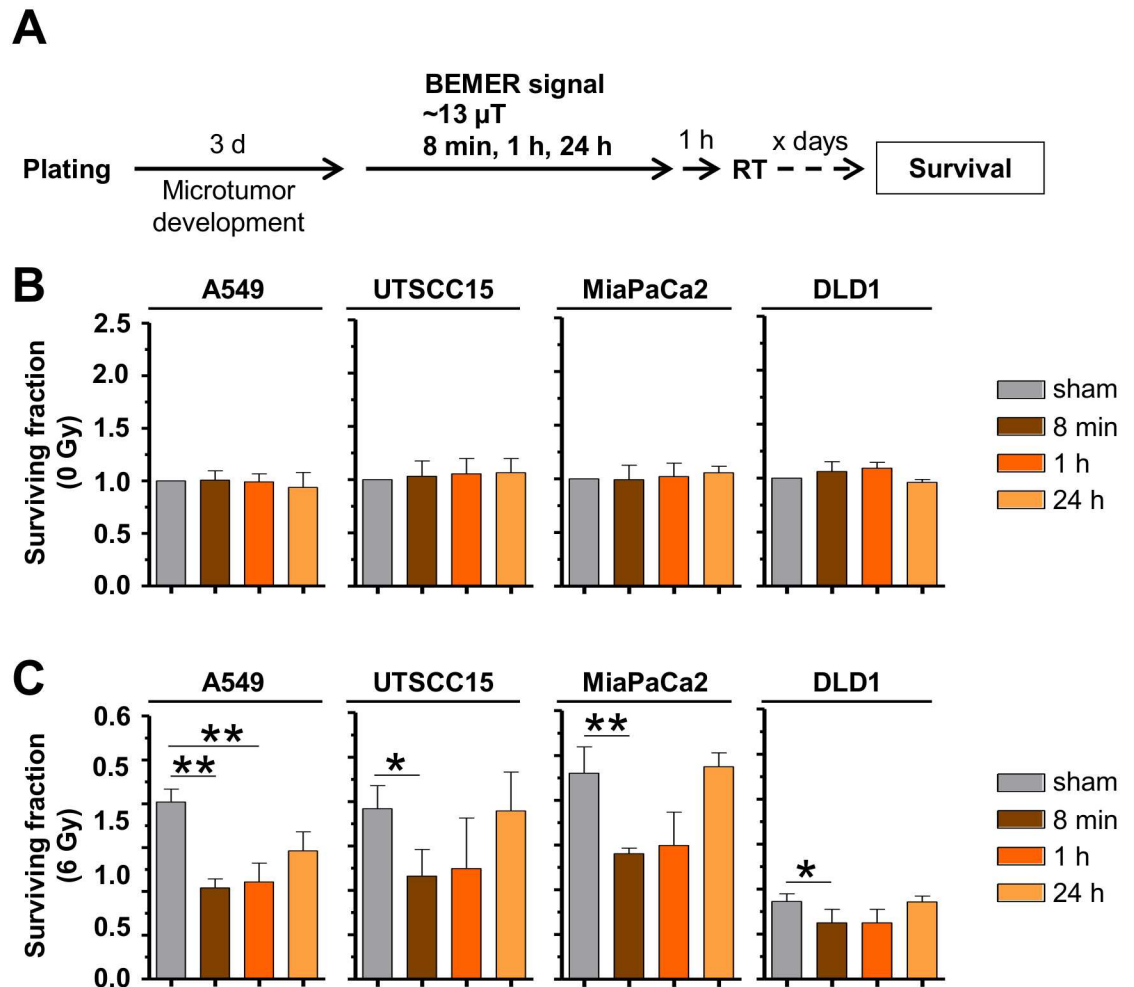 A
BEMER signal
~13 µT
8 min, 1 h, 24 h
3 d
1 h
x days
Plating
RT
Survival
Microtumor
development
B
A549
UTSCC15
MiaPaCa2
DLD1
Surviving fraction
(0 Gy)
2.5
2.0
1.5
1.0
0.5
0.0
sham
8 min
1 h
24 h
C
A549
UTSCC15
MiaPaCa2
DLD1
Surviving fraction
(6 Gy)
0.6
0.5
1.5
1.0
0.5
0.0
**
**
*
**
*
sham
8 min
1 h
24 h